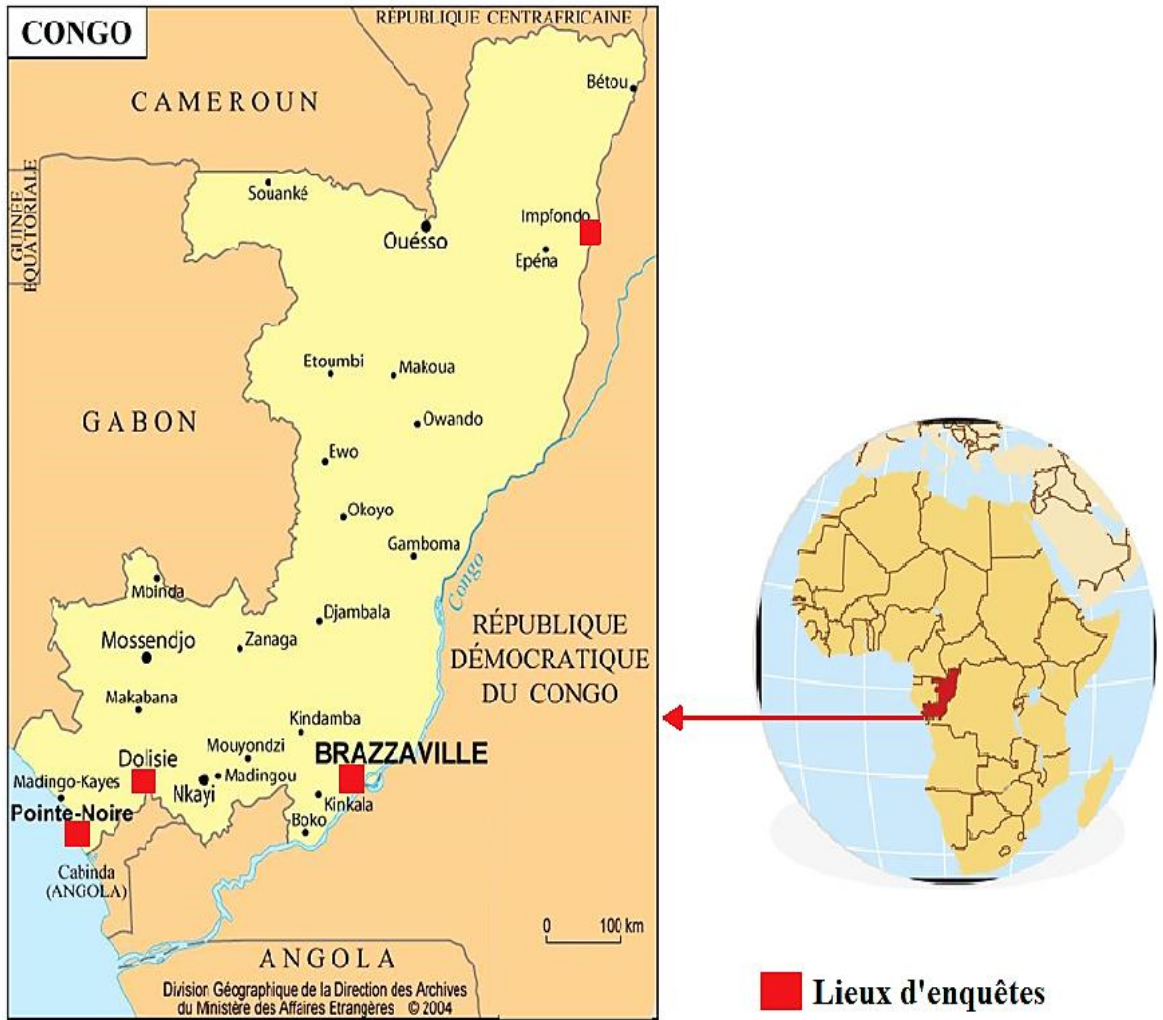 CONGO
RÉPUBLIQUE CENTRAFRICAINE
CAMEROUN
Bétou
GUINÉE
ÉQUATORIALE
Souanké
Ouésso
Impfondo
Epéna
Etoumbi
Makoua
GABON
Owando
Ewo
Okoyo
Gamboma
Congo
Mbinda
Djambala
Mossendjo
Zanaga
RÉPUBLIQUE
DÉMOCRATIQUE
DU CONGO
Makabana
Kindamba
Dolisie
Mouyondzi
BRAZZAVILLE
Madingo-Kayes
Nkayi
Madingou
Kinkala
Pointe-Noire
Boko
Cabinda
(ANGOLA)
0 100 km
ANGOLA
Division Géographique de la Direction des Archives
du Ministère des Affaires Etrangères © 2004
Lieux d'enquêtes